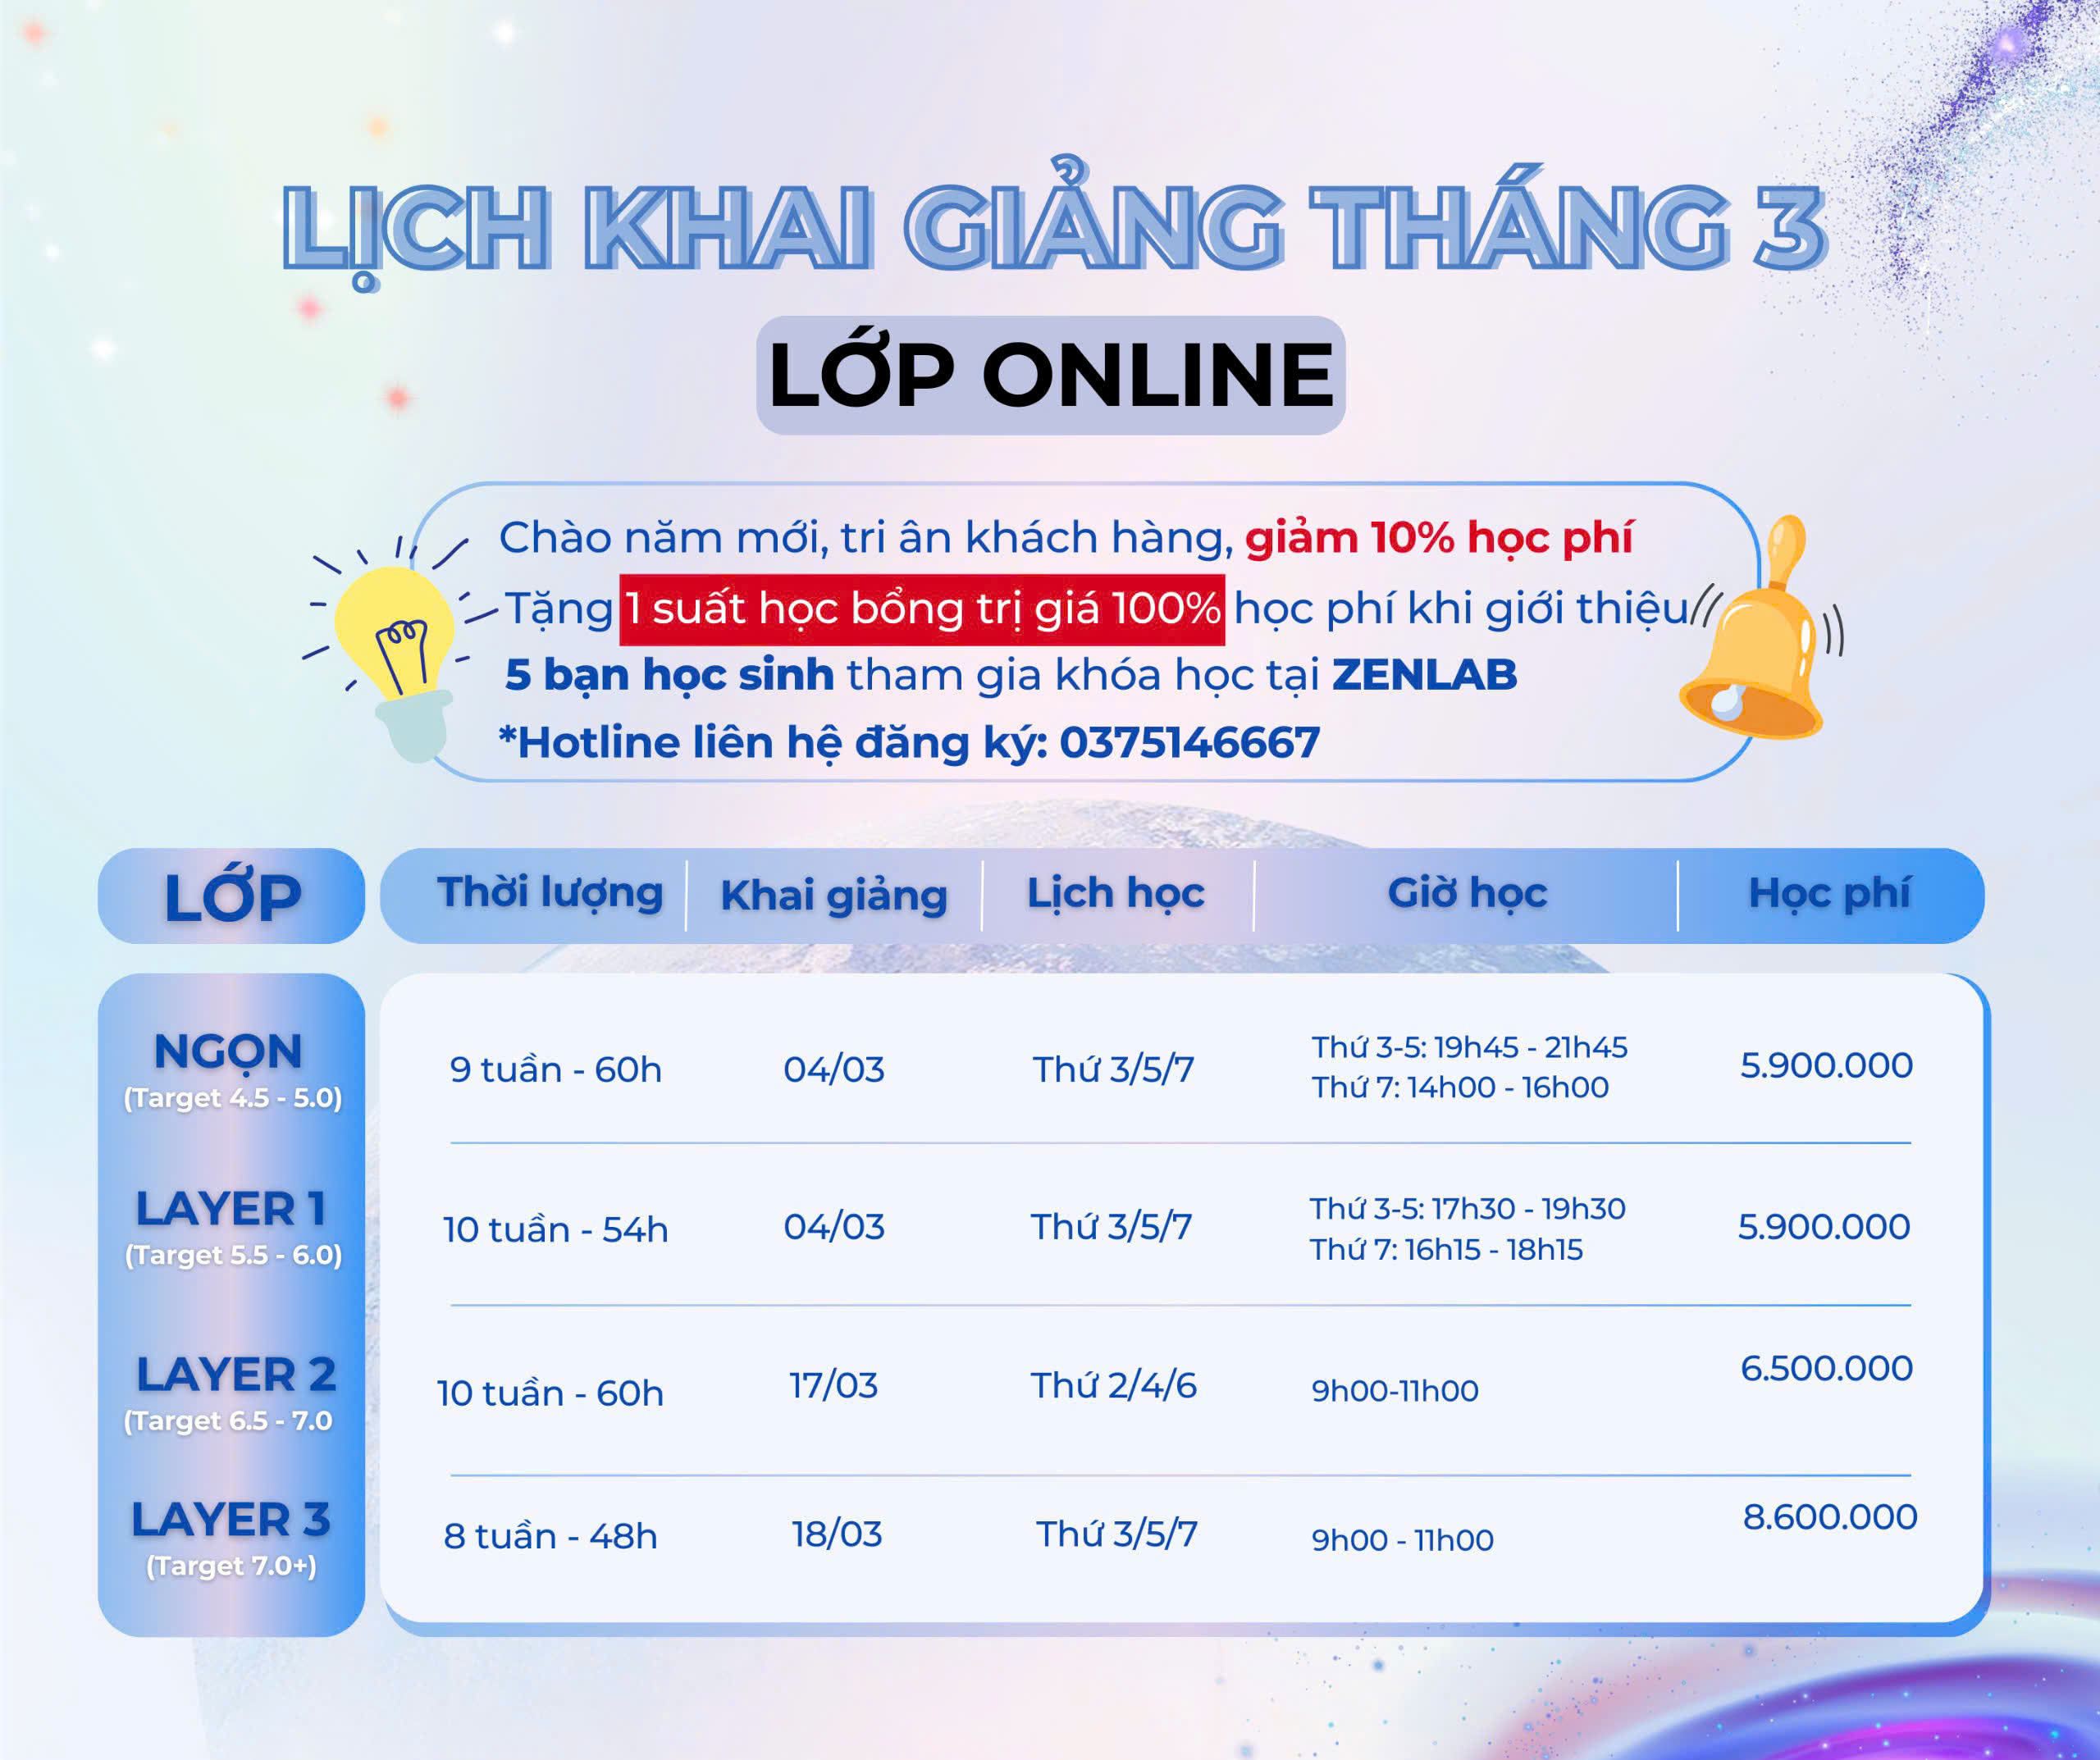 LỊCH KHAI GIẢNG THÁNG 3
LỚP ONLINE
Chào năm mới, tri ân khách hàng, giảm 10% học phí
Tặng 1 suất học bổng trị giá 100% học phí khi giới thiệu
5 bạn học sinh tham gia khóa học tại ZENLAB
*Hotline liên hệ đăng ký: 0375146667
LỚP Thời lượng Khai giảng Lịch học Giờ học Học phí
NGỌN
(Target 4.5 - 5.0)
9 tuần - 60h 04/03 Thứ 3/5/7
Thứ 3-5: 19h45 - 21h45
Thứ 7: 14h00 - 16h00
5.900.000
LAYER 1
(Target 5.5 - 6.0)
10 tuần - 54h 04/03 Thứ 3/5/7
Thứ 3-5: 17h30 - 19h30
Thứ 7: 16h15 - 18h15
5.900.000
LAYER 2
(Target 6.5 - 7.0
10 tuần - 60h 17/03 Thứ 2/4/6 9h00-11h00 6.500.000
LAYER 3
(Target 7.0+)
8 tuần - 48h 18/03 Thứ 3/5/7 9h00 - 11h00 8.600.000